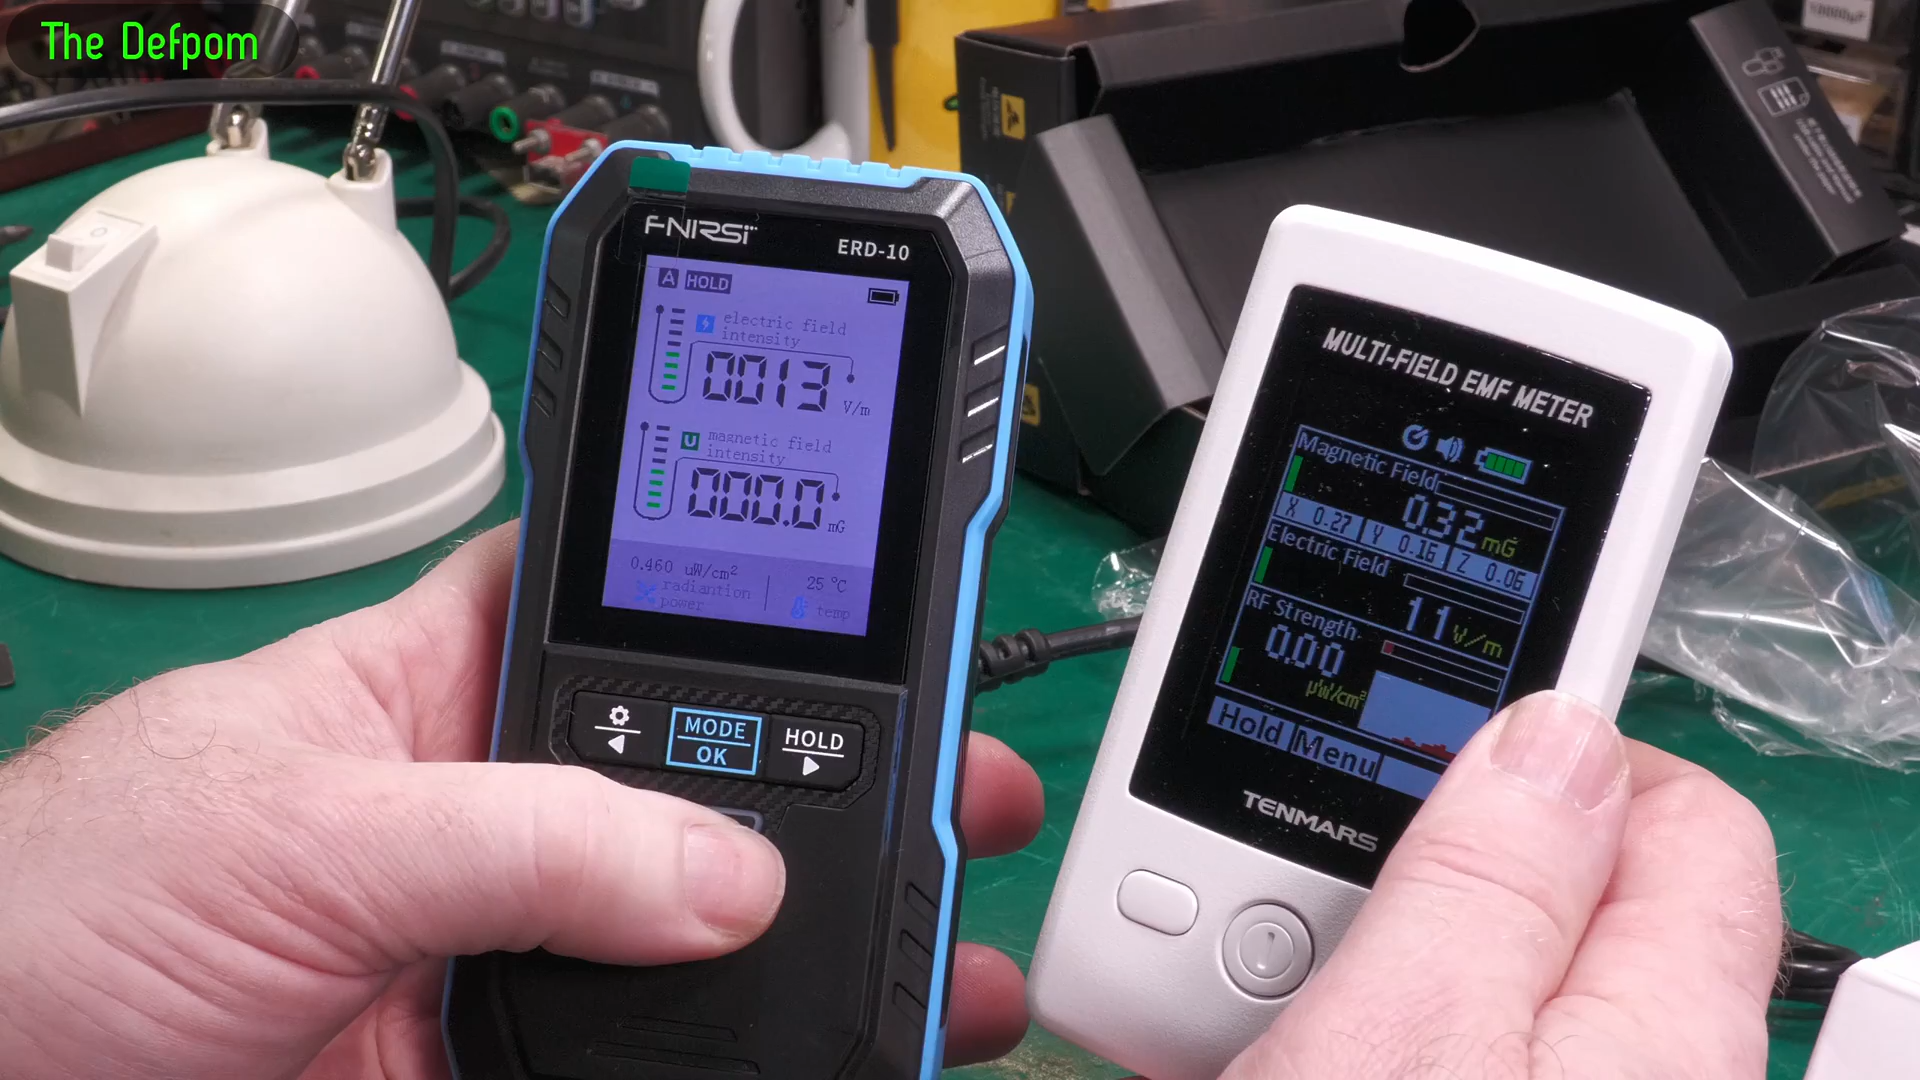 The Defpom
FNIRSI
ERD-10
A HOLD
electric field
intensity
0013
V/m
U magnetic field
intensity
000.0
mG
0.460 uW/cm²
radiantion
power
25 °C
temp
MODE
OK
HOLD
MULTI-FIELD EMF METER
Magnetic Field
0.32 mG
X 0.27 Y 0.16 Z 0.06
Electric Field
11 V/m
RF Strength
0.00
µW/cm²
Hold Menu
TENMARS
10000µF